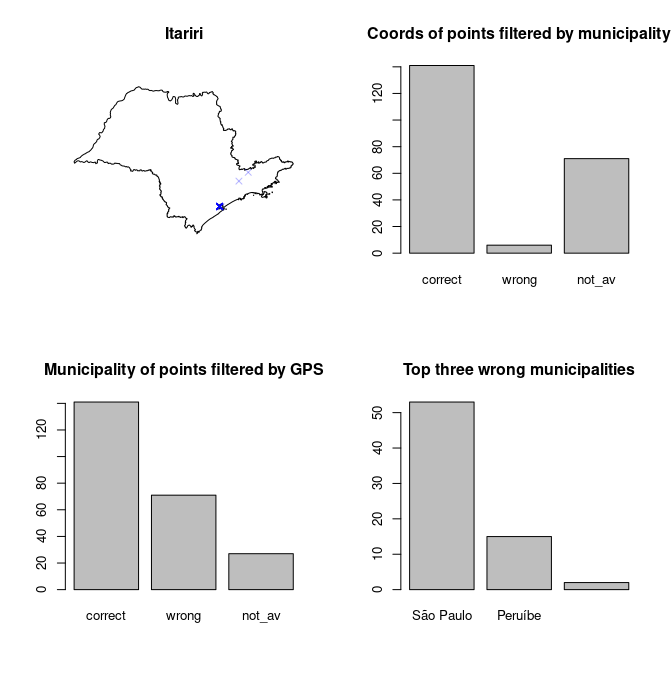 Itariri
Coords of points filtered by municipality
120
80
60
40
20
0
correct wrong not_av
Municipality of points filtered by GPS
120
80
60
40
20
0
correct wrong not_av
Top three wrong municipalities
50
40
30
20
10
0
São Paulo Peruíbe